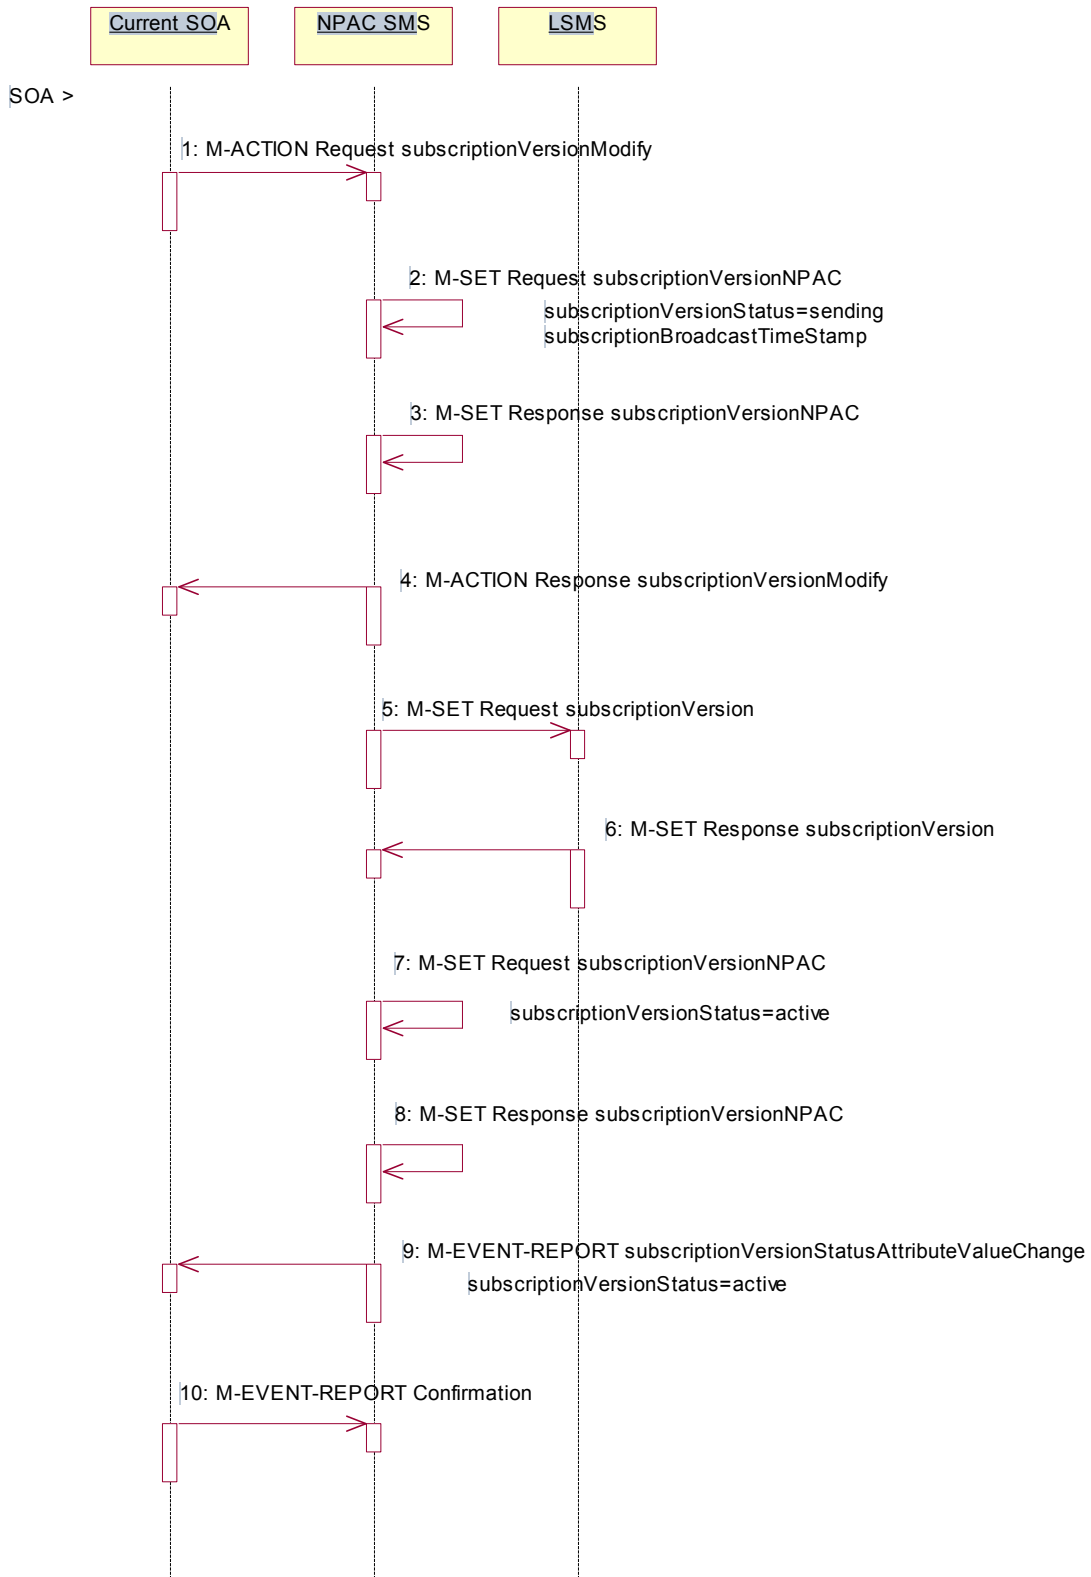 Current SOA
NPAC SMS
LSMS
SOA >
1: M-ACTION Request subscriptionVersionModify
2: M-SET Request subscriptionVersionNPAC
subscriptionVersionStatus=sending
subscriptionBroadcastTimeStamp
3: M-SET Response subscriptionVersionNPAC
4: M-ACTION Response subscriptionVersionModify
5: M-SET Request subscriptionVersion
6: M-SET Response subscriptionVersion
7: M-SET Request subscriptionVersionNPAC
subscriptionVersionStatus=active
8: M-SET Response subscriptionVersionNPAC
9: M-EVENT-REPORT subscriptionVersionStatusAttributeValueChange
subscriptionVersionStatus=active
10: M-EVENT-REPORT Confirmation